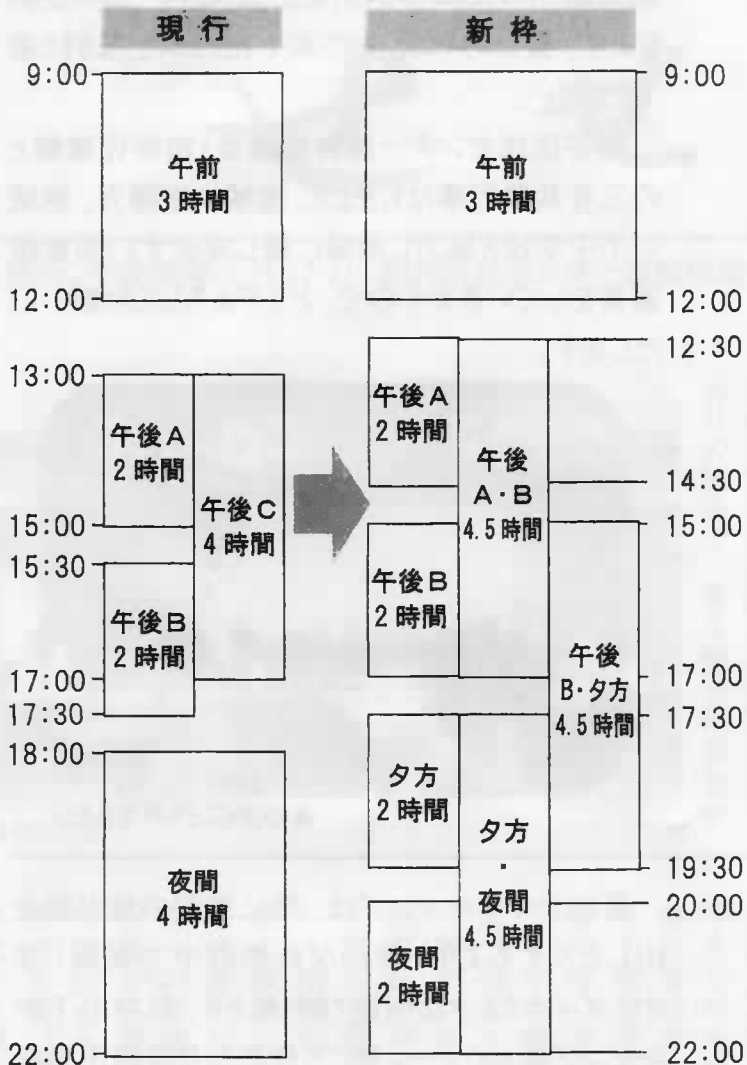 現行
9:00
午前
3時間
12:00
13:00
午後A
2時間
午後C
4時間
15:00
15:30
午後B
2時間
17:00
17:30
18:00
夜間
4時間
22:00
新枠
9:00
午前
3時間
12:00
12:30
午後A
2時間
午後
A・B
4.5時間
14:30
15:00
午後B
2時間
午後
B・夕方
4.5時間
17:00
17:30
夕方
2時間
夕方
・
夜間
4.5時間
19:30
20:00
夜間
2時間
22:00